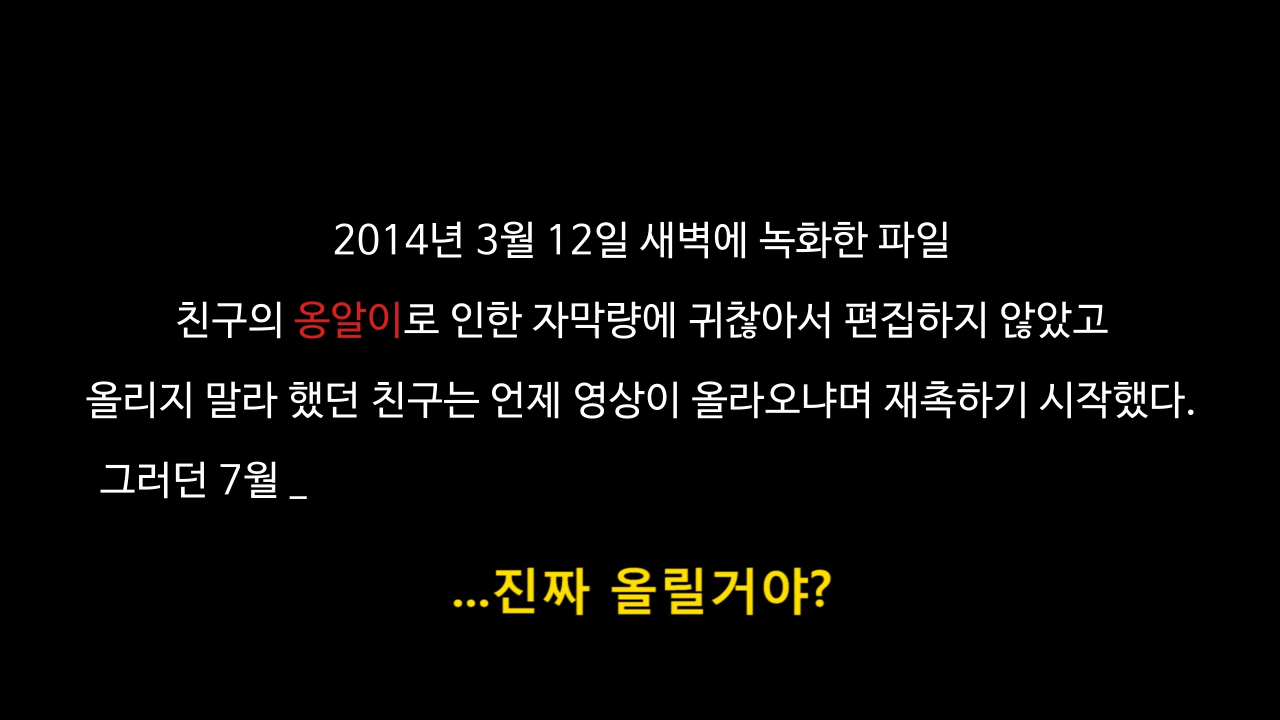 2014년 3월 12일 새벽에 녹화한 파일
친구의 옹알이로 인한 자막량에 귀찮아서 편집하지 않았고
올리지 말라 했던 친구는 언제 영상이 올라오냐며 재촉하기 시작했다.
그러던 7월 _
...진짜 올릴거야?